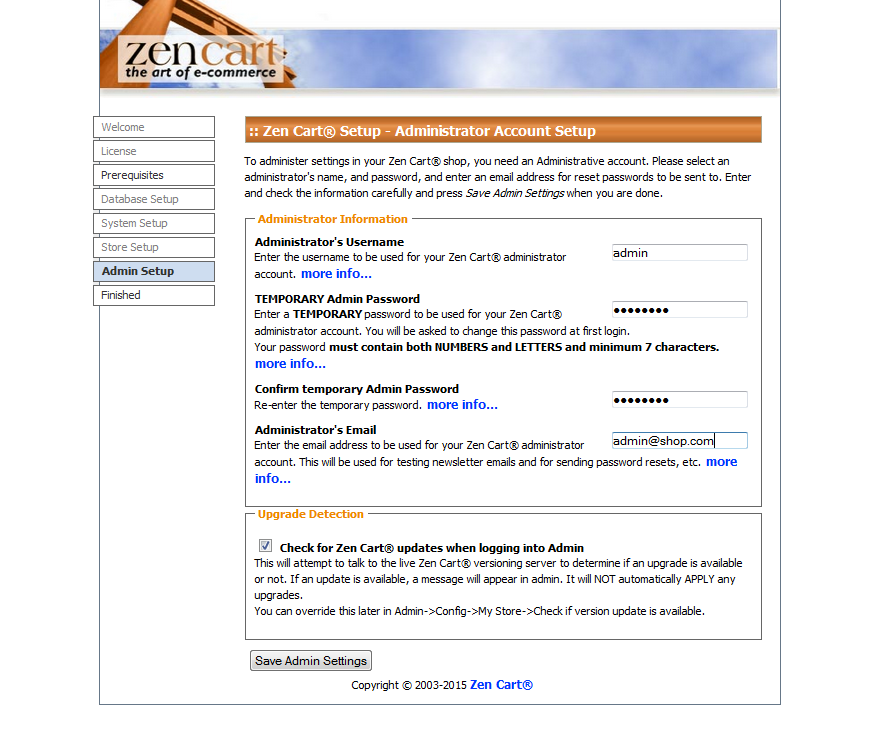 zencart
the art of e-commerce
Welcome
License
Prerequisites
Database Setup
System Setup
Store Setup
Admin Setup
Finished
:: Zen Cart® Setup - Administrator Account Setup
To administer settings in your Zen Cart® shop, you need an Administrative account. Please select an
administrator's name, and password, and enter an email address for reset passwords to be sent to. Enter
and check the information carefully and press Save Admin Settings when you are done.
Administrator Information
Administrator's Username
Enter the username to be used for your Zen Cart® administrator
account. more info...
admin
TEMPORARY Admin Password
Enter a TEMPORARY password to be used for your Zen Cart®
administrator account. You will be asked to change this password at first login.
Your password must contain both NUMBERS and LETTERS and minimum 7 characters.
more info...
••••••••
Confirm temporary Admin Password
Re-enter the temporary password. more info...
••••••••
Administrator's Email
Enter the email address to be used for your Zen Cart® administrator
account. This will be used for testing newsletter emails and for sending password resets, etc. more
info...
admin@shop.com
Upgrade Detection
Check for Zen Cart® updates when logging into Admin
This will attempt to talk to the live Zen Cart® versioning server to determine if an upgrade is available
or not. If an update is available, a message will appear in admin. It will NOT automatically APPLY any
upgrades.
You can override this later in Admin->Config->My Store->Check if version update is available.
Save Admin Settings
Copyright © 2003-2015 Zen Cart®